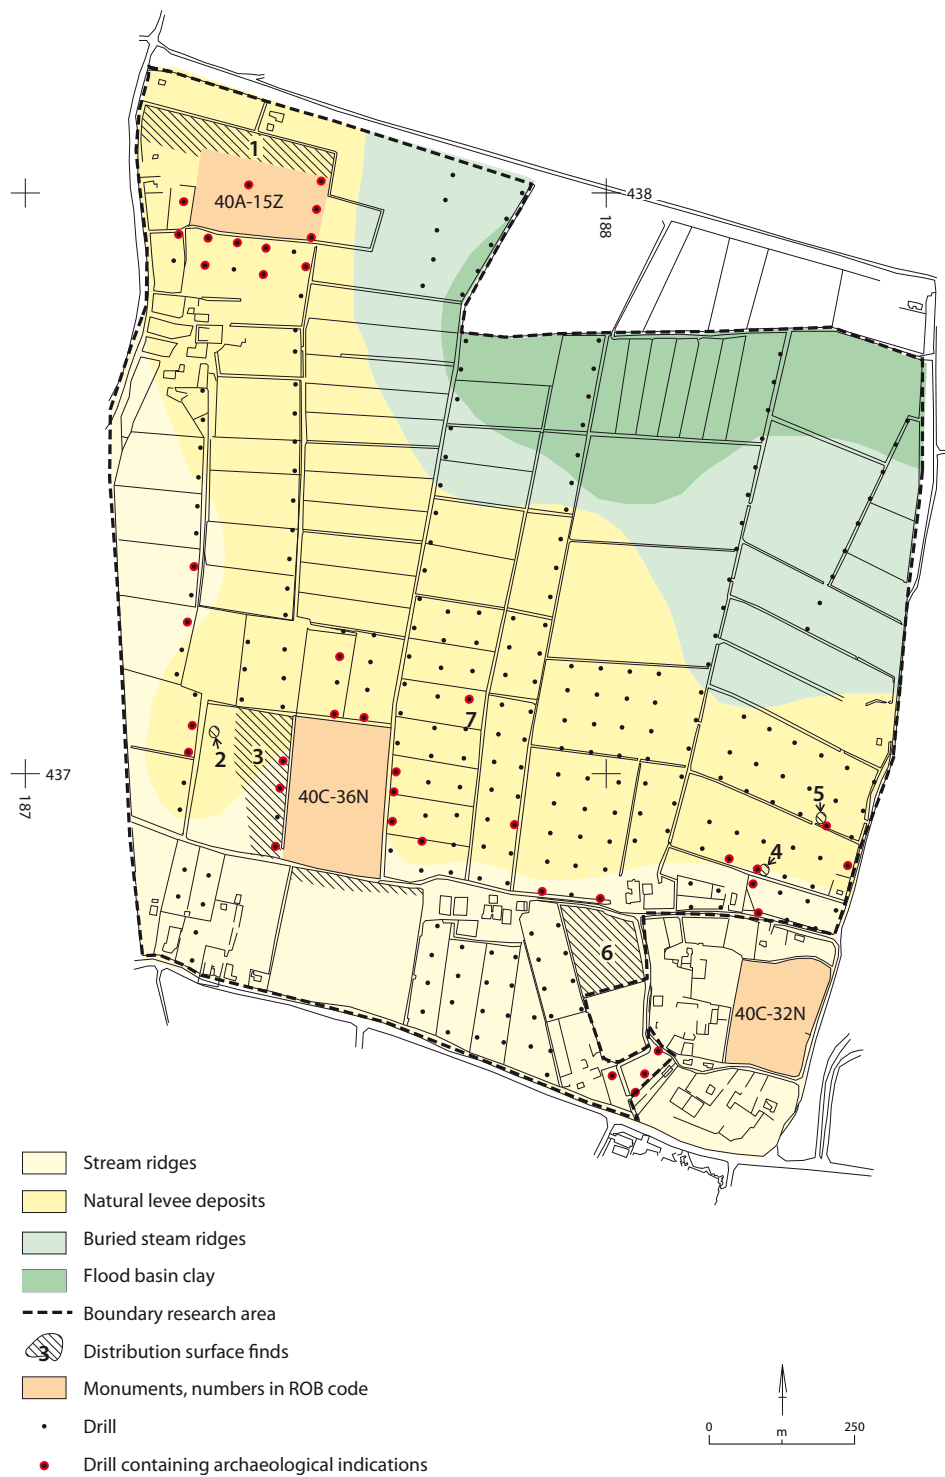 1
40A-15Z
438
188
7
2
3
437
187
40C-36N
5
4
6
40C-32N
Stream ridges
Natural levee deposits
Buried steam ridges
Flood basin clay
Boundary research area
3
Distribution surface finds
Monuments, numbers in ROB code
Drill
Drill containing archaeological indications
0 250
m